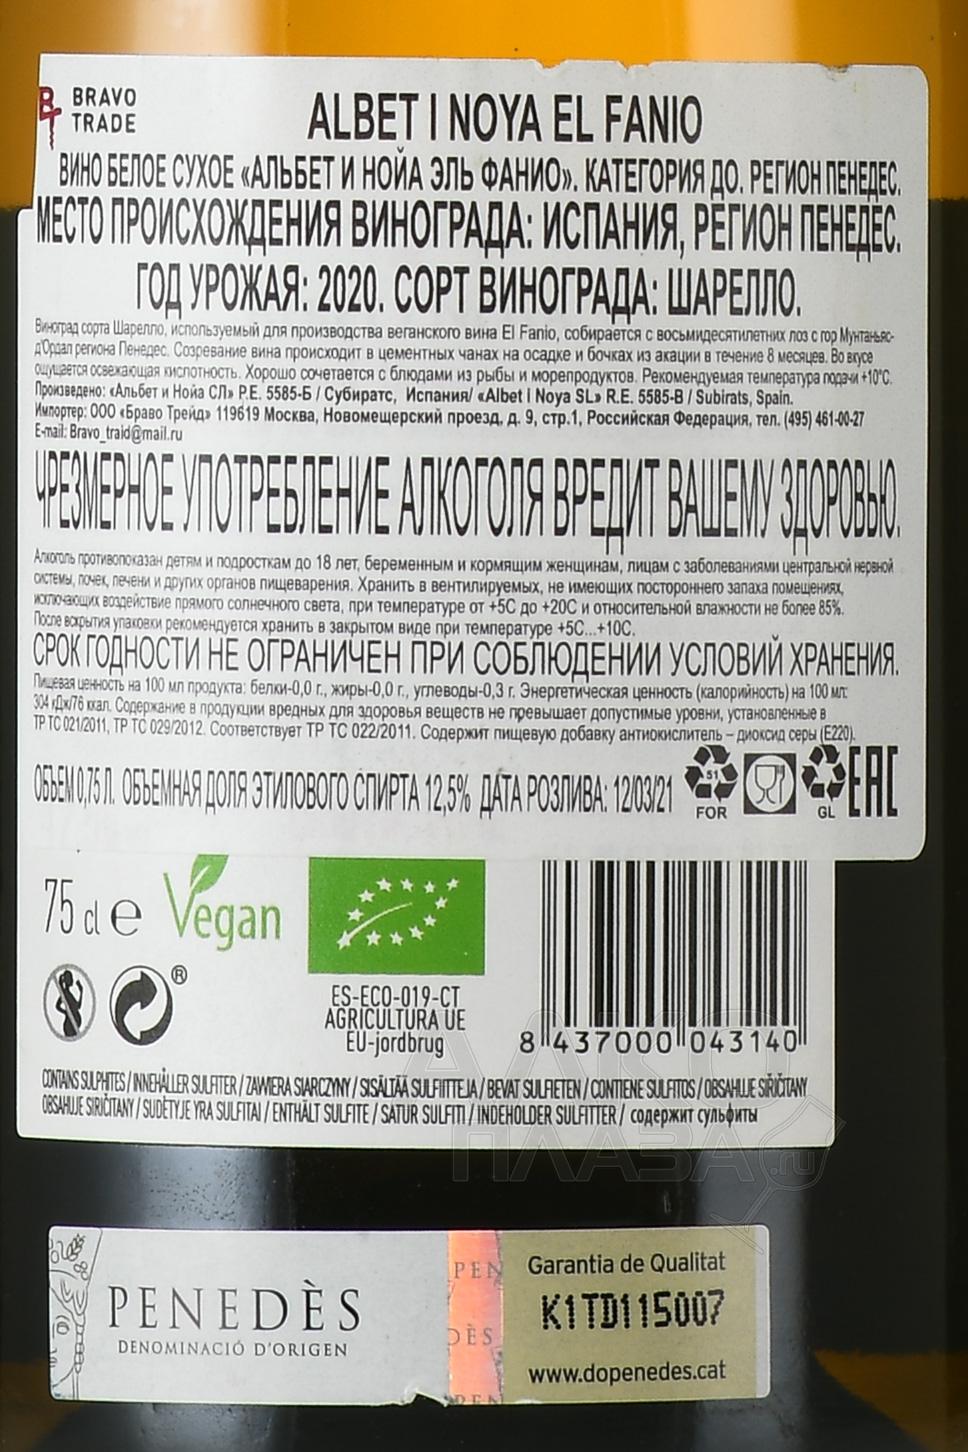 BRAVO
TRADE
ALBET I NOYA EL FANIO
ВИНО БЕЛОЕ СУХОЕ «АЛЬБЕТ И НОЙА ЭЛЬ ФАНИО». КАТЕГОРИЯ ДО. РЕГИОН ПЕНЕДЕС.
МЕСТО ПРОИСХОЖДЕНИЯ ВИНОГРАДА: ИСПАНИЯ, РЕГИОН ПЕНЕДЕС.
ГОД УРОЖАЯ: 2020. СОРТ ВИНОГРАДА: ШАРЕЛЛО.
Виноград сорта Шарелло, используемый для производства веганского вина El Fanio, собирается с восьмидесятилетних лоз с гор Мунтаньяс-
д'Ордал региона Пенедес. Созревание вина происходит в цементных чанах на осадке и бочках из акации в течение 8 месяцев. Во вкусе
ощущается освежающая кислотность. Хорошо сочетается с блюдами из рыбы и морепродуктов. Рекомендуемая температура подачи +10°С.
Произведено: «Альбет и Нойа СЛ» Р.Е. 5585-Б / Субиратс, Испания/ «Albet i Noya SL» R.E. 5585-B / Subirats, Spain.
Импортер: ООО «Браво Трейд» 119619 Москва, Новомещерский проезд, д. 9, стр.1, Российская Федерация, тел. (495) 461-00-27
E-mail: Bravo_traid@mail.ru
ЧРЕЗМЕРНОЕ УПОТРЕБЛЕНИЕ АЛКОГОЛЯ ВРЕДИТ ВАШЕМУ ЗДОРОВЬЮ.
Алкоголь противопоказан детям и подросткам до 18 лет, беременным и кормящим женщинам, лицам с заболеваниями центральной нервной
системы, почек, печени и других органов пищеварения. Хранить в вентилируемых, не имеющих постороннего запаха помещениях,
исключающих воздействие прямого солнечного света, при температуре от +5С до +20С и относительной влажности не более 85%.
После вскрытия упаковки рекомендуется хранить в закрытом виде при температуре +5С...+10С.
СРОК ГОДНОСТИ НЕ ОГРАНИЧЕН ПРИ СОБЛЮДЕНИИ УСЛОВИЙ ХРАНЕНИЯ.
Пищевая ценность на 100 мл продукта: белки-0,0 г., жиры-0,0 г., углеводы-0,3 г. Энергетическая ценность (калорийность) на 100 мл:
304 кДж/76 ккал. Содержание в продукции вредных для здоровья веществ не превышает допустимые уровни, установленные в
ТР ТС 021/2011, ТР ТС 029/2012. Соответствует ТР ТС 022/2011. Содержит пищевую добавку антиокислитель – диоксид серы (Е220).
ОБЪЕМ 0,75 Л. ОБЪЕМНАЯ ДОЛЯ ЭТИЛОВОГО СПИРТА 12,5% ДАТА РОЗЛИВА: 12/03/21
51
FOR
GL
EAC
75 cl e
Vegan
ES-ECO-019-CT
AGRICULTURA UE
EU-jordbrug
8 437000 043140
CONTAINS SULPHITES / INNEHÅLLER SULFITER / ZAWIERA SIARCZYNY / SISÄLTÄÄ SULFIITTEJA / BEVAT SULFIETEN / CONTIENE SULFITOS / OBSAHUJE SIŘIČITANY
OBSAHUJE SIRIČITANY / SUDĖTYJE YRA SULFITAI / ENTHÄLT SULFITE / SATUR SULFITI / INDEHOLDER SULFITTER / содержит сульфиты
АЛКО
ПЛАЗА.ru
PENEDÈS
DENOMINACIÓ D'ORIGEN
Garantia de Qualitat
K1TD115007
www.dopenedes.cat